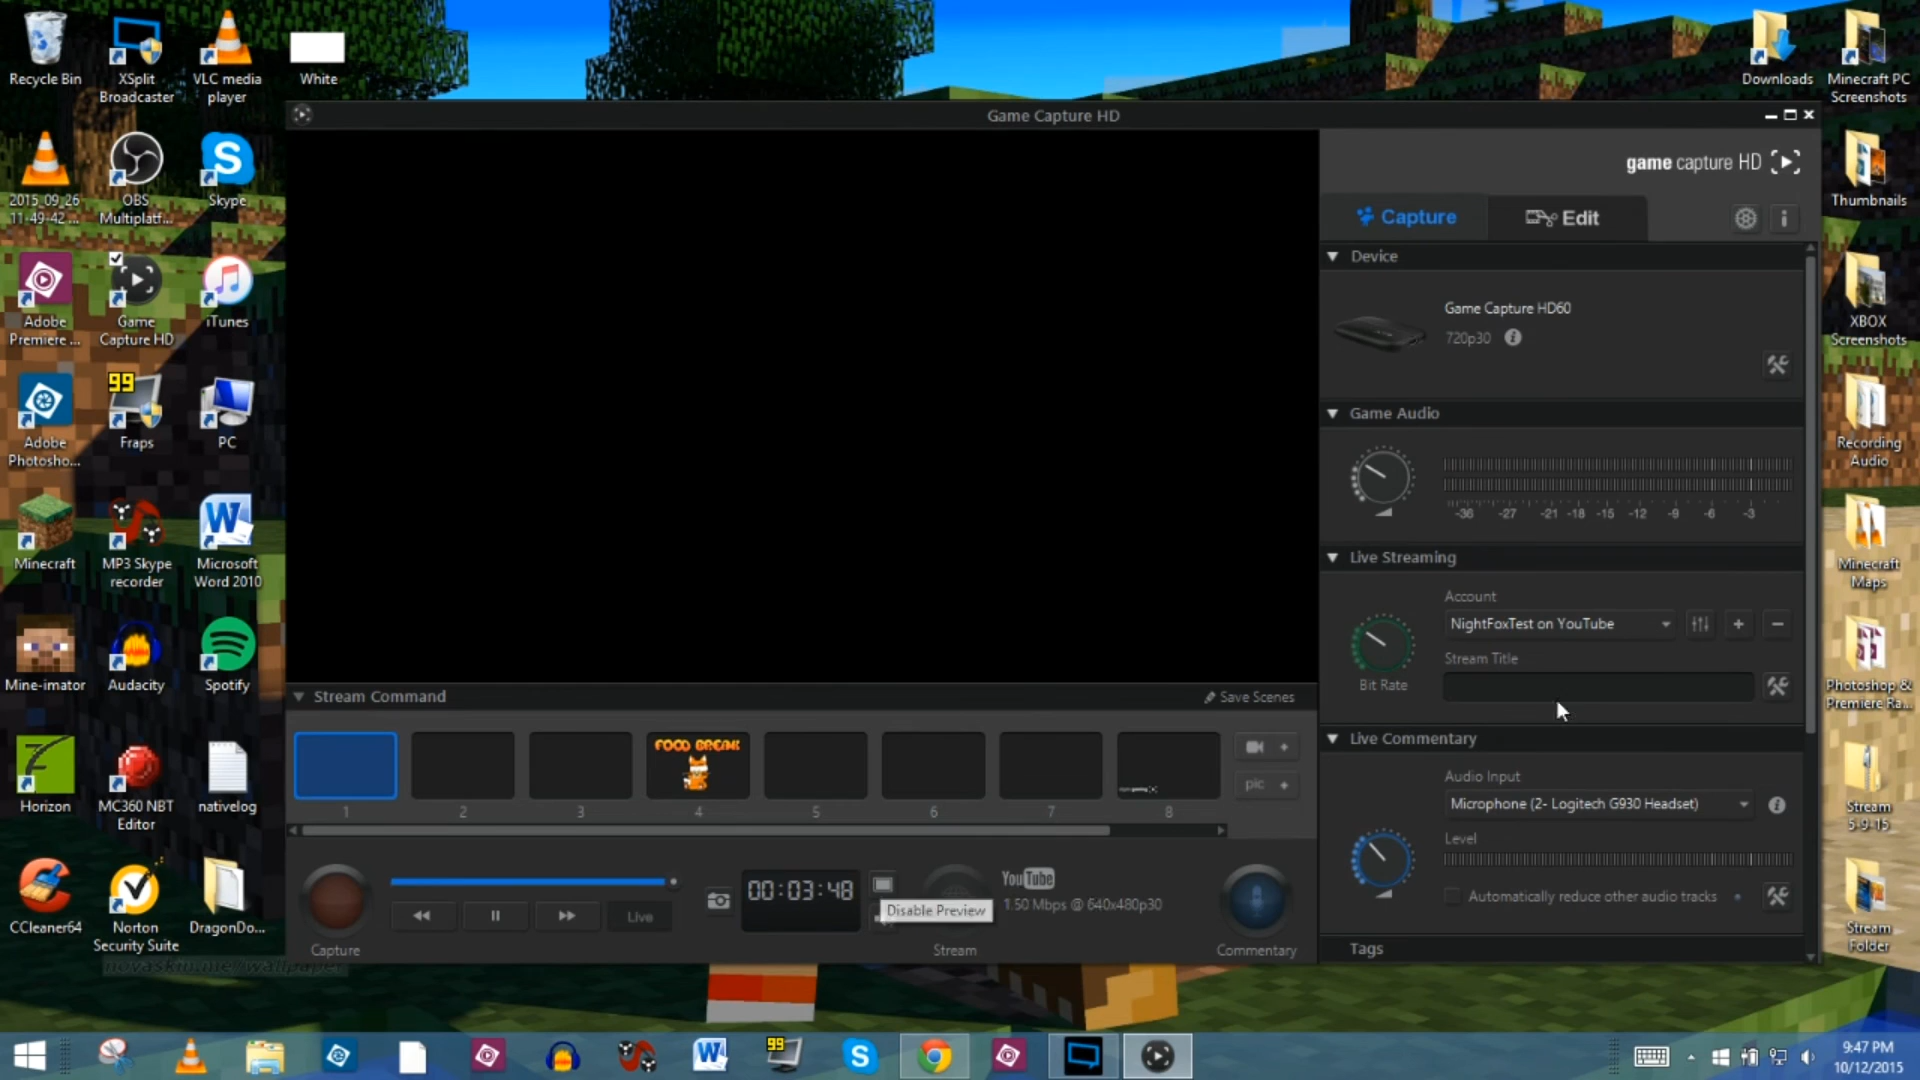 Recycle Bin
XSplit
Broadcaster
VLC media
player
White
Downloads
Minecraft PC
Screenshots
2015_09_26
11-49-42 ...
OBS
Multiplatf...
Skype
Thumbnails
Adobe
Premiere ...
Game
Capture HD
iTunes
XBOX
Screenshots
Adobe
Photosho...
99
Fraps
PC
Recording
Audio
Minecraft
MP3 Skype
recorder
Microsoft
Word 2010
Minecraft
Maps
Mine-imator
Audacity
Spotify
Photoshop &
Premiere Ra...
Horizon
MC360 NBT
Editor
nativelog
Stream
5-9-15
CCleaner64
Norton
Security Suite
DragonDo...
Stream
Folder
novaskin.me/wallpaper
Game Capture HD
game capture HD
Capture
Edit
Device
Game Capture HD60
720p30
Game Audio
-36 -27 -21 -18 -15 -12 -9 -6 -3
Live Streaming
Account
NightFoxTest on YouTube
Stream Title
Bit Rate
Live Commentary
Audio Input
Microphone (2- Logitech G930 Headset)
Level
Automatically reduce other audio tracks
Tags
Stream Command
Save Scenes
FOOD BREAK
1 2 3 4 5 6 7 8
pic
00:03:48
Live
Disable Preview
YouTube
1.50 Mbps @ 640x480p30
Capture
Stream
Commentary
99
9:47 PM
10/12/2015